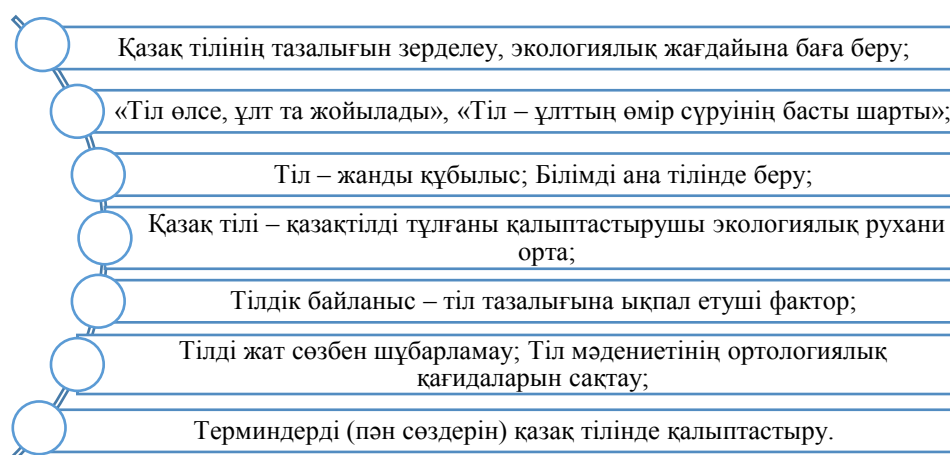 Қазақ тілінің тазалығын зерделеу, экологиялық жағдайына баға беру;
«Тіл өлсе, ұлт та жойылады», «Тіл – ұлттың өмір сүруінің басты шарты»;
Тіл – жанды құбылыс; Білімді ана тілінде беру;
Қазақ тілі – қазақтілді тұлғаны қалыптастырушы экологиялық рухани
орта;
Тілдік байланыс – тіл тазалығына ықпал етуші фактор;
Тілді жат сөзбен шұбарламау; Тіл мәдениетінің ортологиялық
қағидаларын сақтау;
Терминдерді (пән сөздерін) қазақ тілінде қалыптастыру.